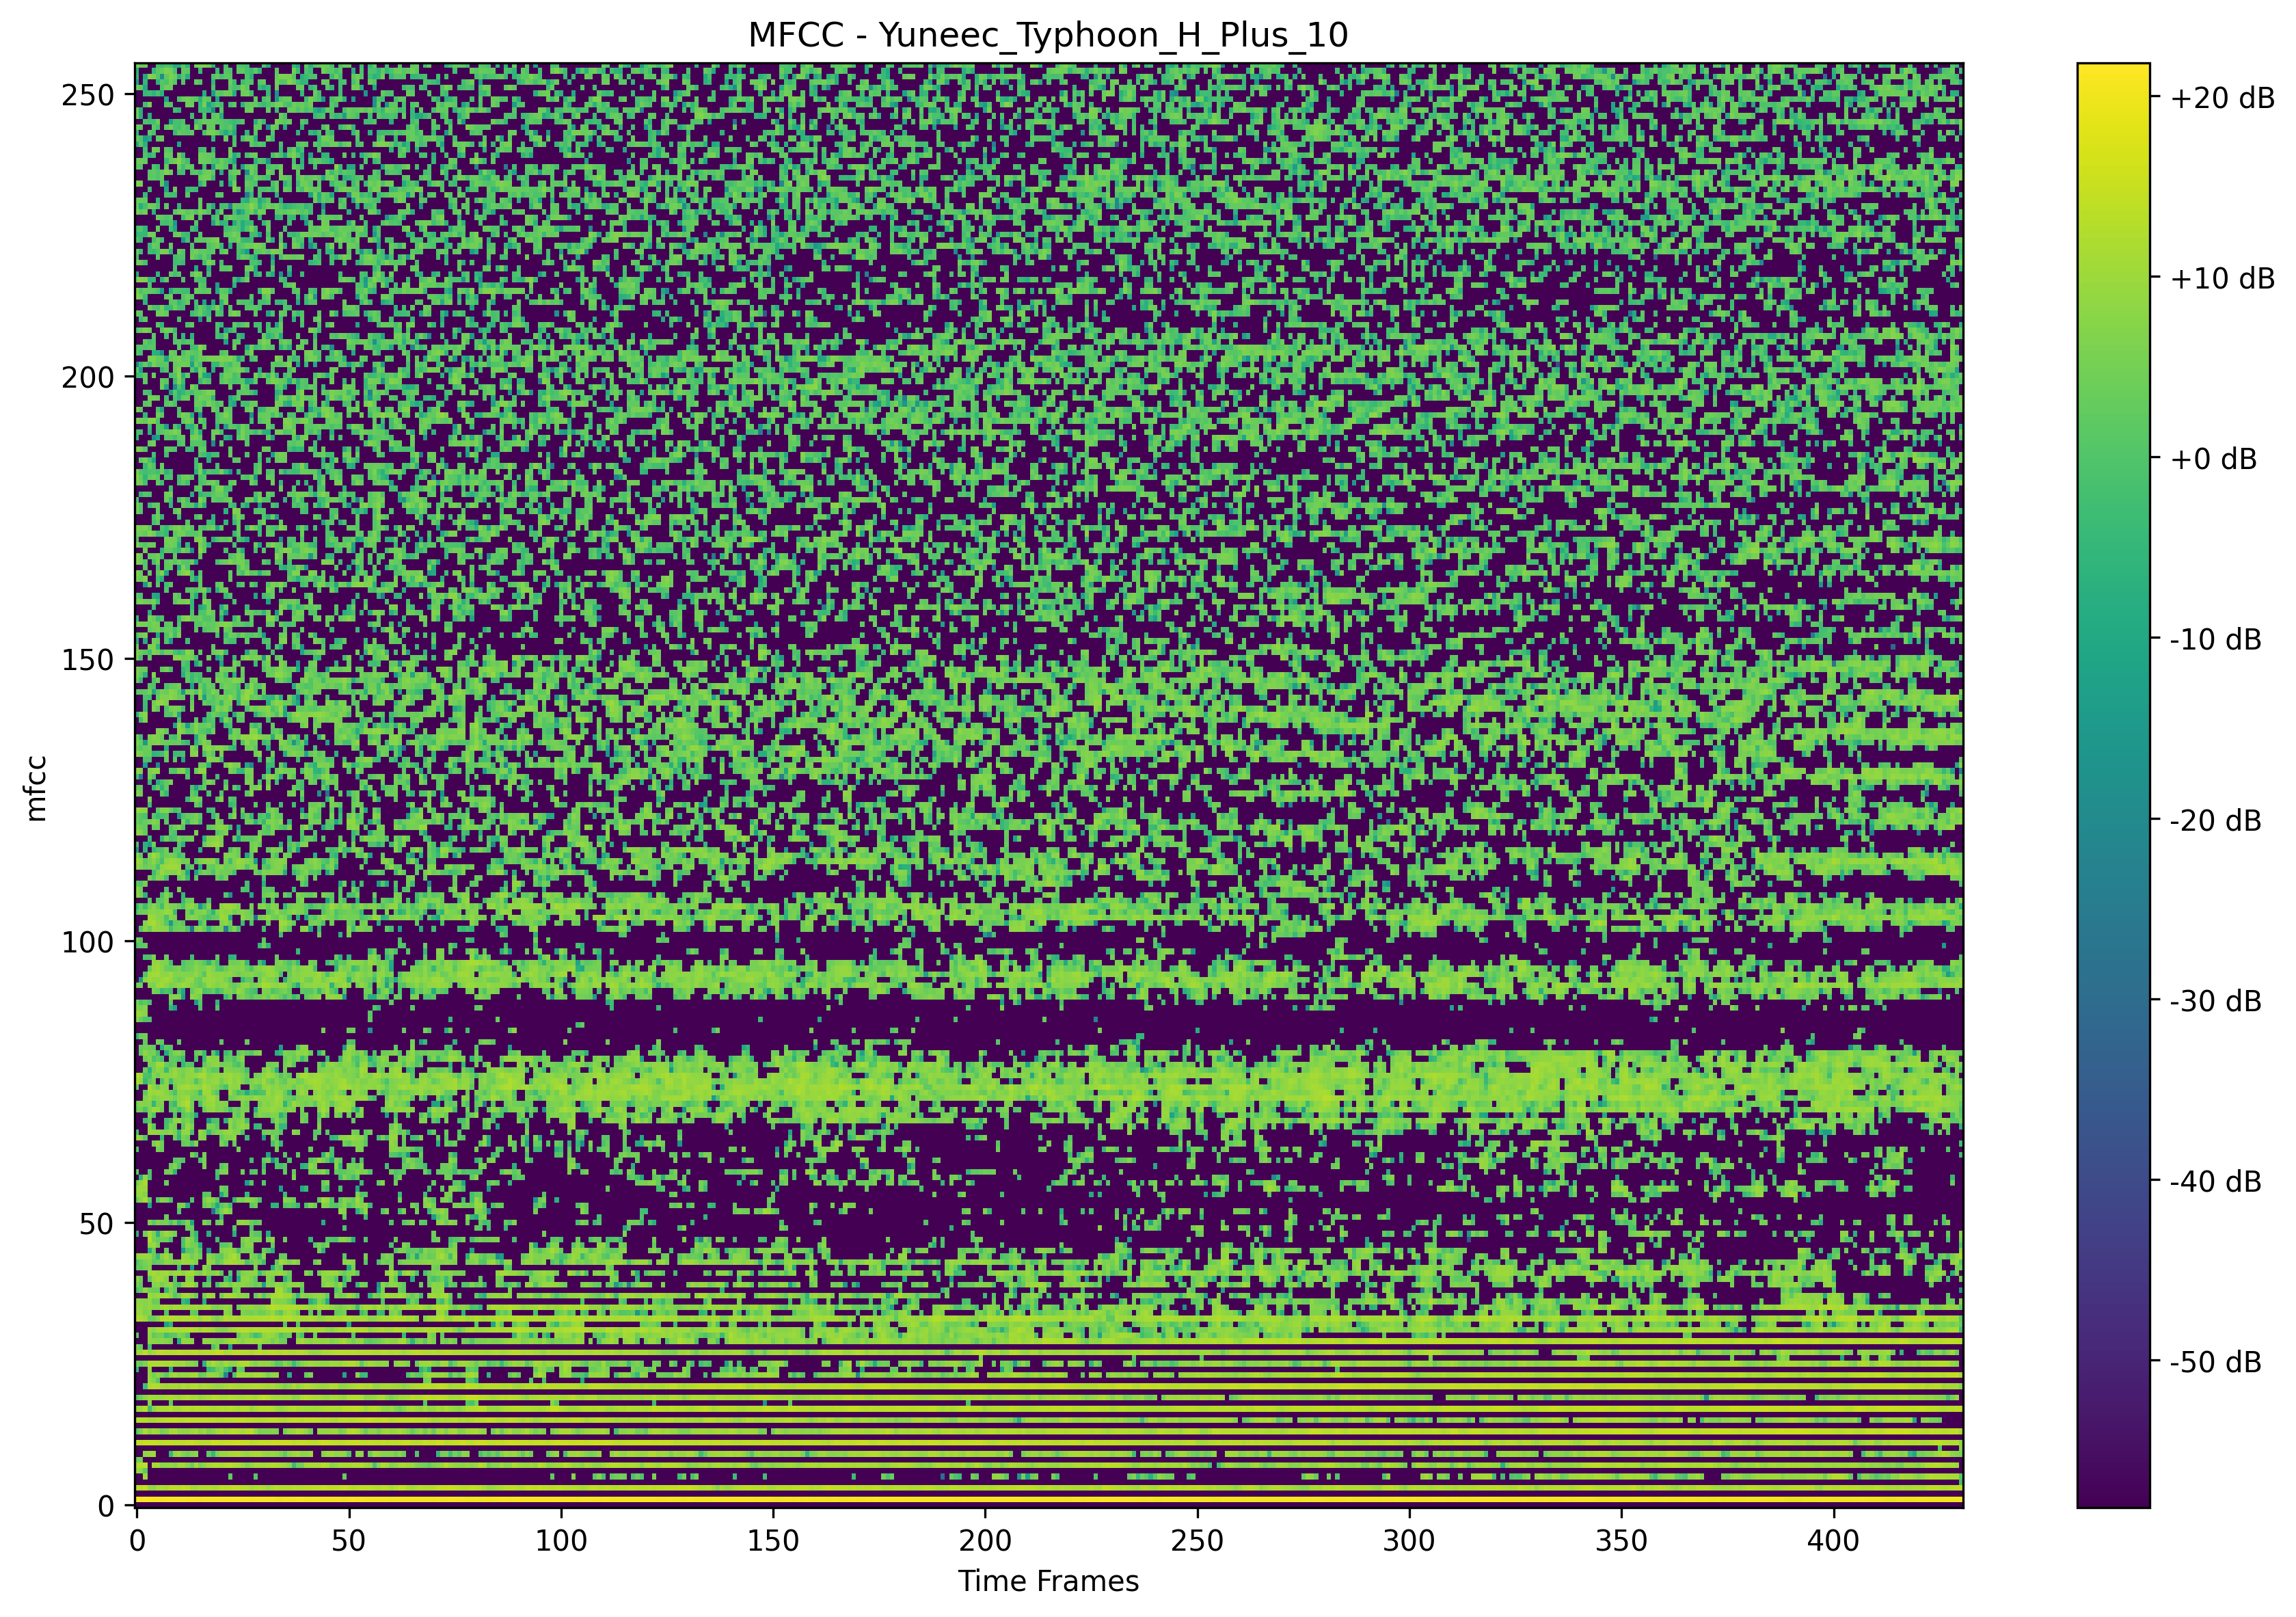 MFCC - Yuneec_Typhoon_H_Plus_10
250
200
150
100
50
0
mfcc
0 50 100 150 200 250 300 350 400
Time Frames
+20 dB
+10 dB
+0 dB
-10 dB
-20 dB
-30 dB
-40 dB
-50 dB